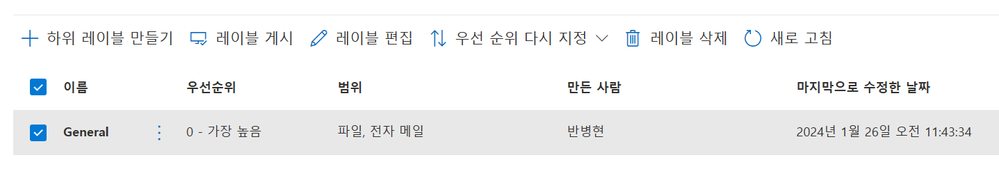 하위 레이블 만들기 레이블 게시 레이블 편집 우선 순위 다시 지정 레이블 삭제 새로 고침
이름 우선순위 범위 만든 사람 마지막으로 수정한 날짜
General 0 - 가장 높음 파일, 전자 메일 반병현 2024년 1월 26일 오전 11:43:34